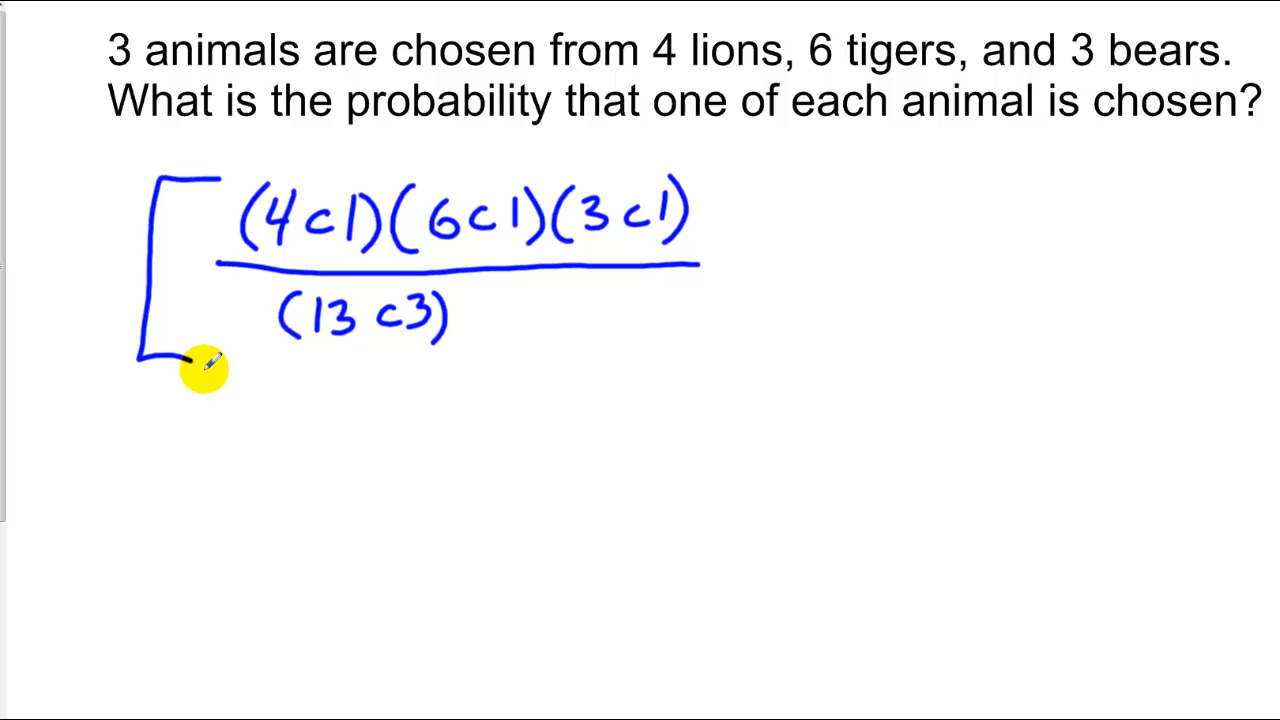 3 animals are chosen from 4 lions, 6 tigers, and 3 bears.
What is the probability that one of each animal is chosen?
(4c1)(6c1)(3c1)
(13c3)